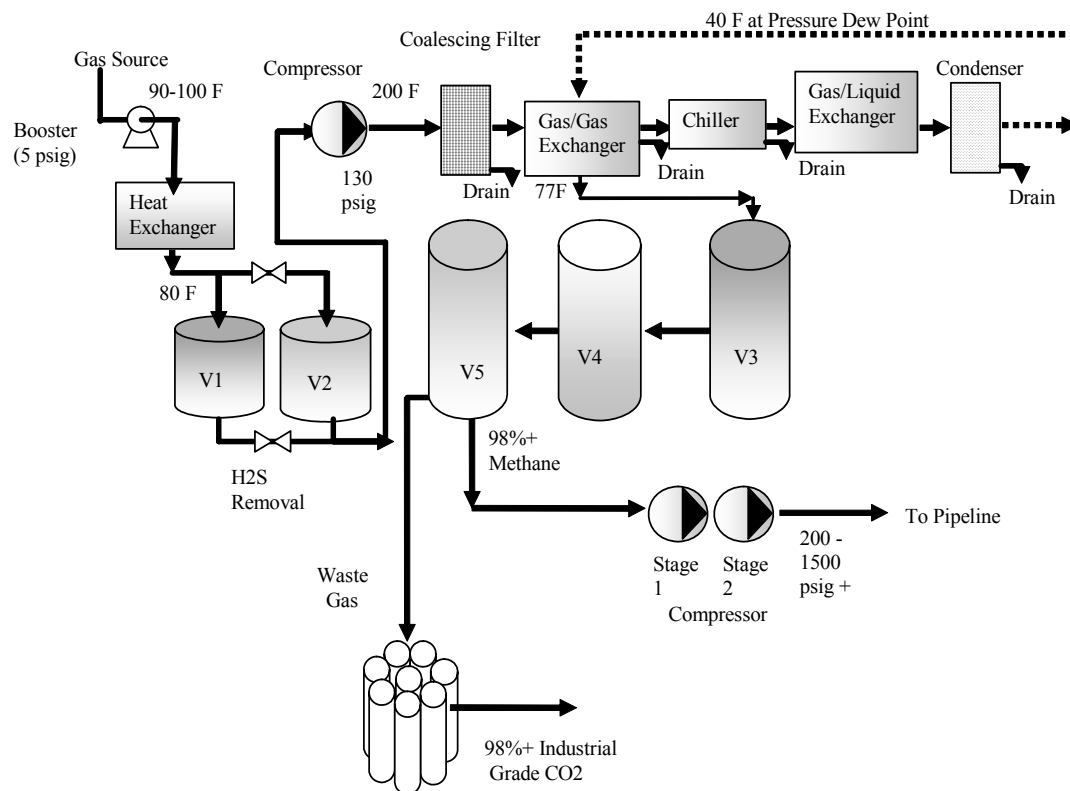 40 F at Pressure Dew Point
Coalescing Filter
Gas Source
Compressor
Condenser
90-100 F
200 F
Gas/Liquid
Exchanger
Booster
(5 psig)
Gas/Gas
Exchanger
Chiller
130
psig
Drain
77F
Drain
Drain
Drain
Heat
Exchanger
80 F
V1
V2
V5
V4
V3
H2S
Removal
98%+
Methane
To Pipeline
Stage
1
Stage
2
200 -
1500
psig +
Compressor
Waste
Gas
98%+ Industrial
Grade CO2